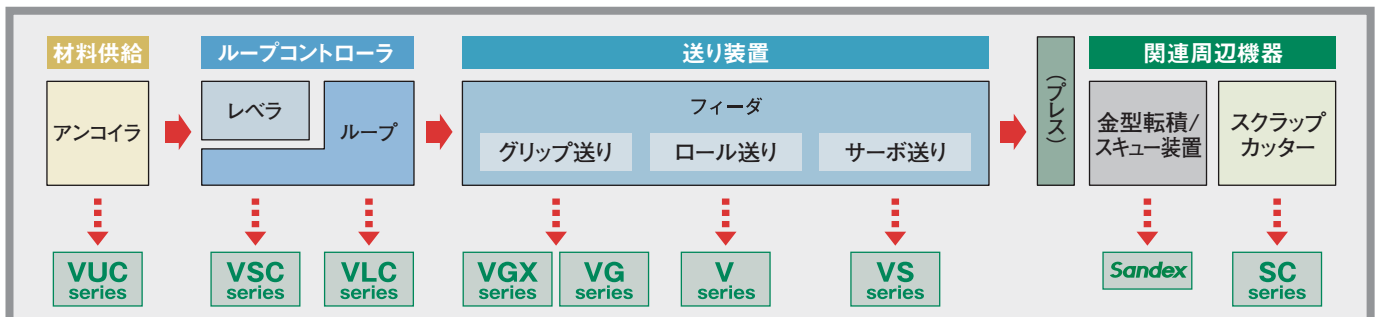 材料供給
ループコントローラ
送り装置
関連周辺機器
アンコイラ
レベラ
ループ
フィーダ
グリップ送り
ロール送り
サーボ送り
（プレス）
金型転積/
スキュー装置
スクラップ
カッター
VUC
series
VSC
series
VLC
series
VGX
series
VG
series
V
series
VS
series
Sandex
SC
series